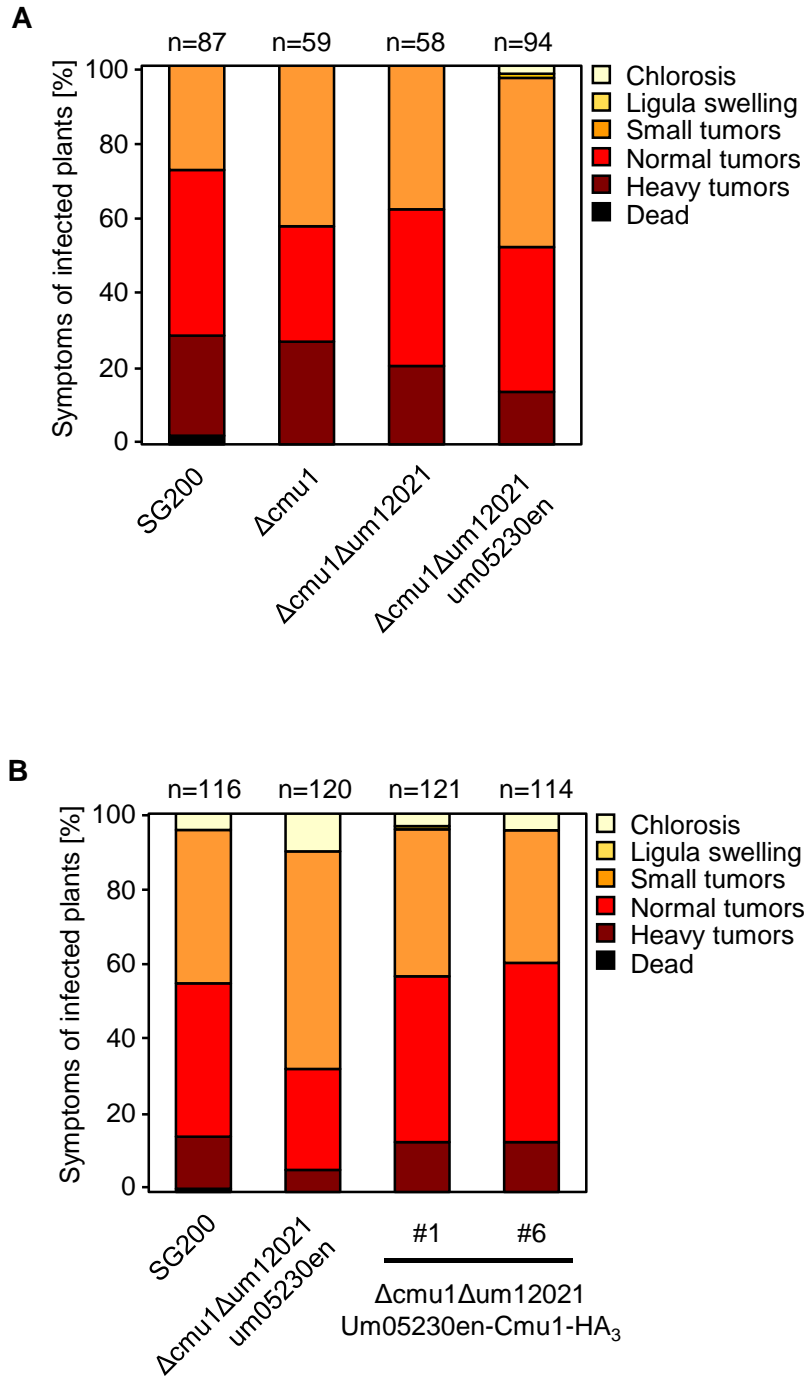 A
n=87 n=59 n=58 n=94
Symptoms of infected plants [%]
100
80
60
40
20
0
Chlorosis
Ligula swelling
Small tumors
Normal tumors
Heavy tumors
Dead
SG200
Δcmu1
Δcmu1Δum12021
Δcmu1Δum12021
um05230en
B
n=116 n=120 n=121 n=114
Symptoms of infected plants [%]
100
80
60
40
20
0
Chlorosis
Ligula swelling
Small tumors
Normal tumors
Heavy tumors
Dead
SG200
Δcmu1Δum12021
um05230en
#1 #6
Δcmu1Δum12021
Um05230en-Cmu1-HA₃